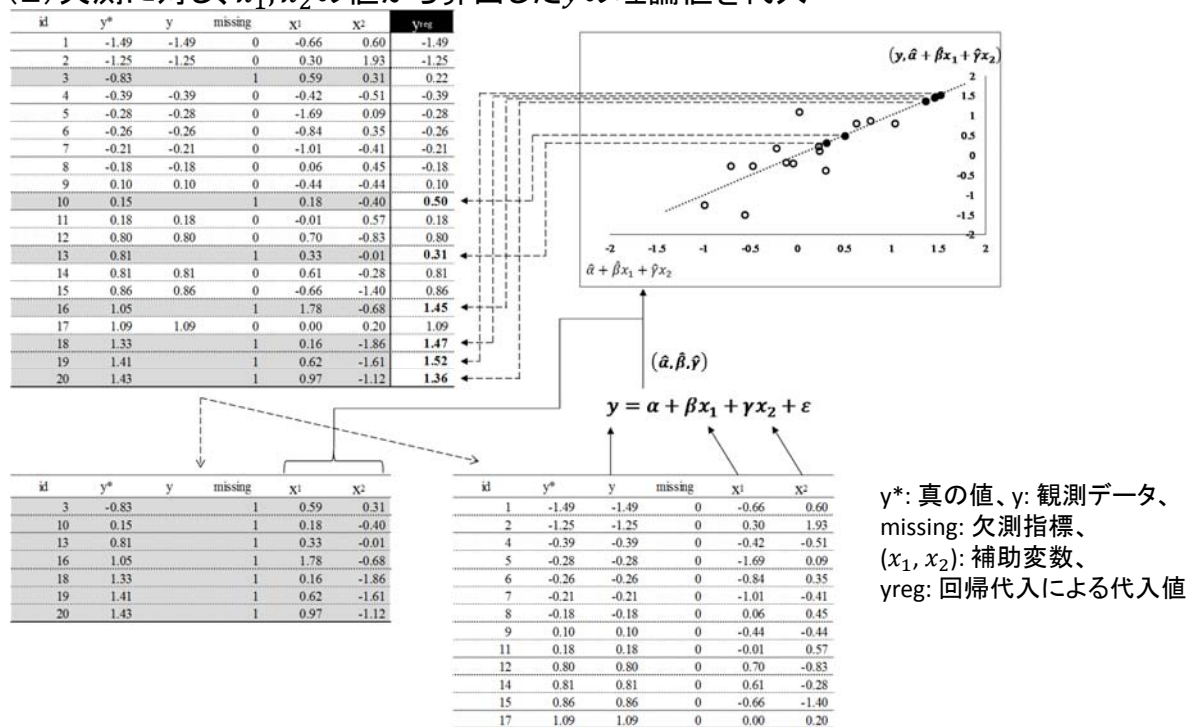 (2) 欠測に対し、x₁, x₂の値から算出したyの理論値を代入
id y* y missing x1 x2 yreg
1 -1.49 -1.49 0 -0.66 0.60 -1.49
2 -1.25 -1.25 0 0.30 1.93 -1.25
3 -0.83 1 0.59 0.31 0.22
4 -0.39 -0.39 0 -0.42 -0.51 -0.39
5 -0.28 -0.28 0 -1.69 0.09 -0.28
6 -0.26 -0.26 0 -0.84 0.35 -0.26
7 -0.21 -0.21 0 -1.01 -0.41 -0.21
8 -0.18 -0.18 0 0.06 0.45 -0.18
9 0.10 0.10 0 -0.44 -0.44 0.10
10 0.15 1 0.18 -0.40 0.50
11 0.18 0.18 0 -0.01 0.57 0.18
12 0.80 0.80 0 0.70 -0.83 0.80
13 0.81 1 0.33 -0.01 0.31
14 0.81 0.81 0 0.61 -0.28 0.81
15 0.86 0.86 0 -0.66 -1.40 0.86
16 1.05 1 1.78 -0.68 1.45
17 1.09 1.09 0 0.00 0.20 1.09
18 1.33 1 0.16 -1.86 1.47
19 1.41 1 0.62 -1.61 1.52
20 1.43 1 0.97 -1.12 1.36
(y, α̂ + β̂x₁ + γ̂x₂)
2
1.5
1
0.5
0
-0.5
-1
-1.5
-2
-2 -1.5 -1 -0.5 0 0.5 1 1.5 2
α̂ + β̂x₁ + γ̂x₂
(α̂.β̂.γ̂)
y = α + βx₁ + γx₂ + ε
id y* y missing x1 x2
3 -0.83 1 0.59 0.31
10 0.15 1 0.18 -0.40
13 0.81 1 0.33 -0.01
16 1.05 1 1.78 -0.68
18 1.33 1 0.16 -1.86
19 1.41 1 0.62 -1.61
20 1.43 1 0.97 -1.12
id y* y missing x1 x2
1 -1.49 -1.49 0 -0.66 0.60
2 -1.25 -1.25 0 0.30 1.93
4 -0.39 -0.39 0 -0.42 -0.51
5 -0.28 -0.28 0 -1.69 0.09
6 -0.26 -0.26 0 -0.84 0.35
7 -0.21 -0.21 0 -1.01 -0.41
8 -0.18 -0.18 0 0.06 0.45
9 0.10 0.10 0 -0.44 -0.44
11 0.18 0.18 0 -0.01 0.57
12 0.80 0.80 0 0.70 -0.83
14 0.81 0.81 0 0.61 -0.28
15 0.86 0.86 0 -0.66 -1.40
17 1.09 1.09 0 0.00 0.20
y*: 真の値、y: 観測データ、
missing: 欠測指標、
(x₁, x₂): 補助変数、
yreg: 回帰代入による代入値